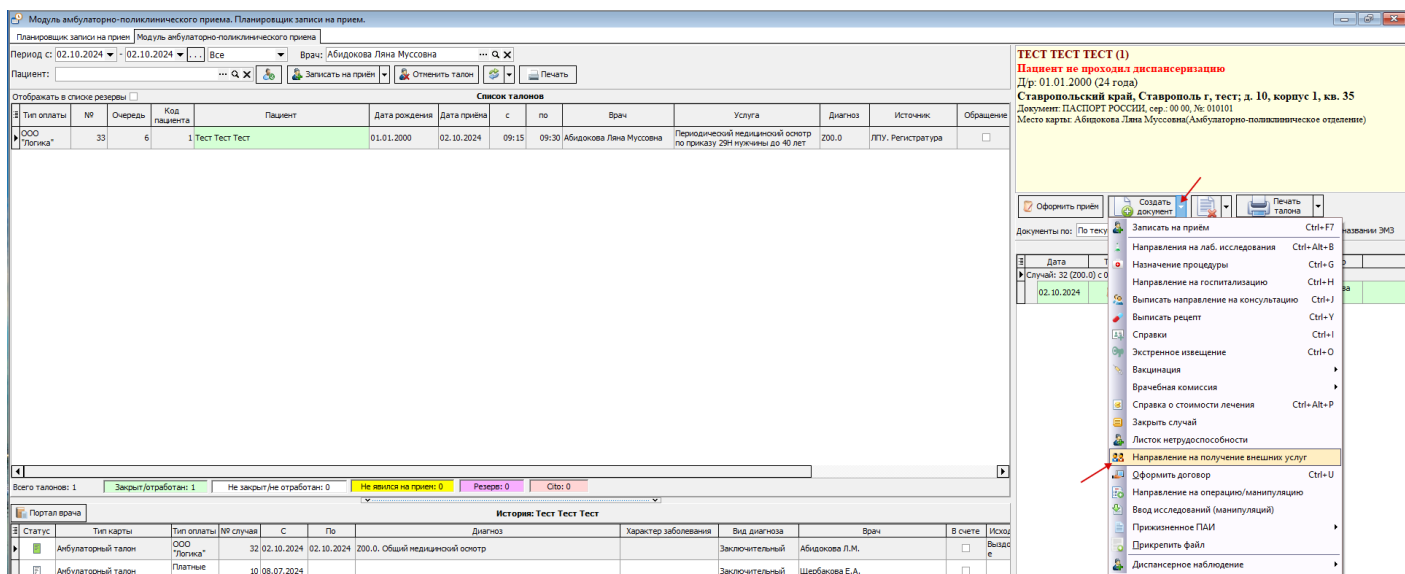 Модуль амбулаторно-поликлинического приема. Планировщик записи на прием.
Планировщик записи на прием Модуль амбулаторно-поликлинического приема
Период с: 02.10.2024 - 02.10.2024 ... Все Врач: Абидокова Ляна Муссовна
Пациент: Записать на приём Отменить талон Печать
Отображать в списке резервы Список талонов
Тип оплаты № Очередь Код пациента Пациент Дата рождения Дата приёма с по Врач Услуга Диагноз Источник Обращение
ООО "Логика" 33 6 1 Тест Тест Тест 01.01.2000 02.10.2024 09:15 09:30 Абидокова Ляна Муссовна Периодический медицинский осмотр по приказу 29Н мужчины до 40 лет Z00.0 ЛПУ. Регистратура
Всего талонов: 1 Закрыт/отработан: 1 Не закрыт/не отработан: 0 Не явился на прием: 0 Резерв: 0 Cito: 0
Портал врача История: Тест Тест Тест
Статус Тип карты Тип оплаты № случая С По Диагноз Характер заболевания Вид диагноза Врач В счете Исход
Амбулаторный талон ООО "Логика" 32 02.10.2024 02.10.2024 Z00.0. Общий медицинский осмотр Заключительный Абидокова Л.М.
Амбулаторный талон Платные 10 08.07.2024 Заключительный Щербакова Е.А.
ТЕСТ ТЕСТ ТЕСТ (1)
Пациент не проходил диспансеризацию
Д/р: 01.01.2000 (24 года)
Ставропольский край, Ставрополь г, тест; д. 10, корпус 1, кв. 35
Документ: ПАСПОРТ РОССИИ, сер.: 00 00, №: 010101
Место карты: Абидокова Ляна Муссовна(Амбулаторно-поликлиническое отделение)
Оформить приём Создать документ Печать талона
Документы по: По теку названии ЭМЗ
Дата
Случай: 32 (Z00.0) с 0
02.10.2024
Записать на приём Ctrl+F7
Направления на лаб. исследования Ctrl+Alt+B
Назначение процедуры Ctrl+G
Направление на госпитализацию Ctrl+H
Выписать направление на консультацию Ctrl+J
Выписать рецепт Ctrl+Y
Справки Ctrl+I
Экстренное извещение Ctrl+O
Вакцинация
Врачебная комиссия
Справка о стоимости лечения Ctrl+Alt+P
Закрыть случай
Листок нетрудоспособности
Направление на получение внешних услуг
Оформить договор Ctrl+U
Направление на операцию/манипуляцию
Ввод исследований (манипуляций)
Прижизненное ПАИ
Прикрепить файл
Диспансерное наблюдение